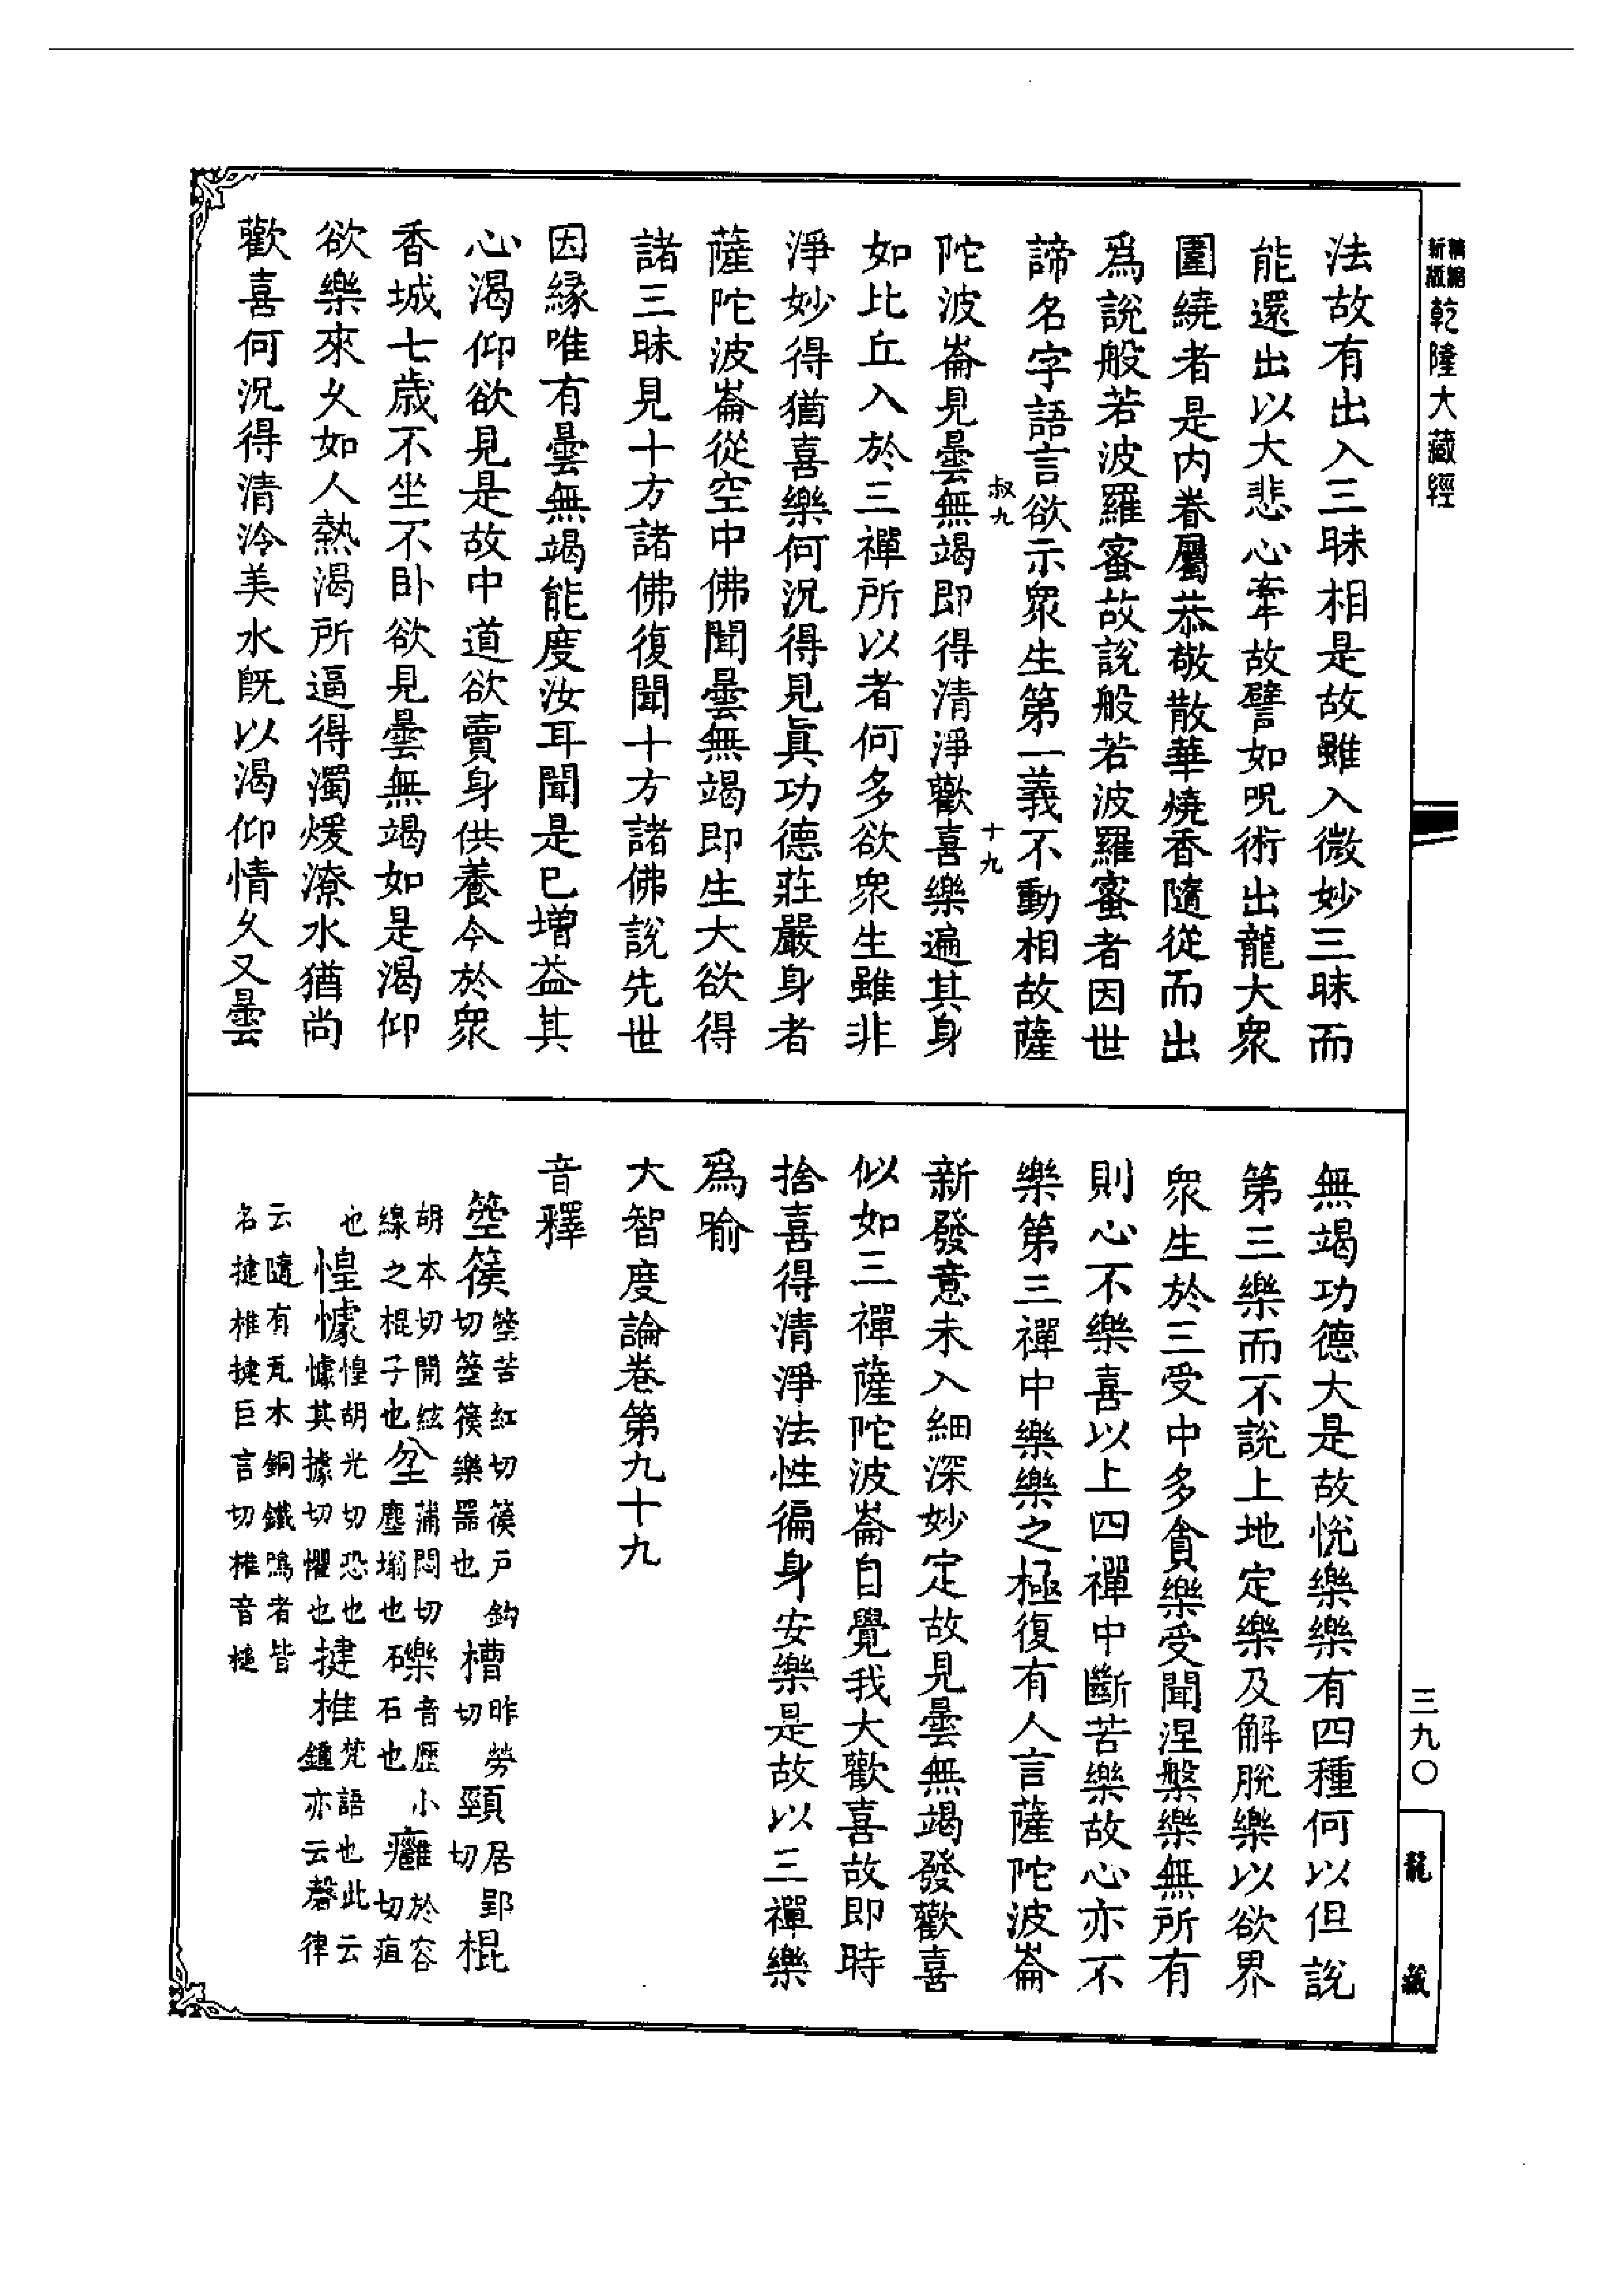 新版精縮乾隆大藏經
法故有出入三昧相是故雖入微妙三昧而
能還出以大悲心牽故譬如呪術出龍大眾
圍繞者是內眷屬恭敬散華燒香隨從而出
爲說般若波羅蜜故說般若波羅蜜者因世
諦名字語言欲示眾生第一義不動相故薩
叔九 十九
陀波崙見曇無竭即得清淨歡喜樂遍其身
如比丘入於三禪所以者何多欲眾生雖非
淨妙得猶喜樂何況得見眞功德莊嚴身者
薩陀波崙從空中佛聞曇無竭即生大欲得
諸三昧見十方諸佛復聞十方諸佛說先世
因緣唯有曇無竭能度汝耳聞是已增益其
心渴仰欲見是故中道欲賣身供養今於眾
香城七歲不坐不卧欲見曇無竭如是渴仰
欲樂來久如人熱渴所逼得濁煖潦水猶尚
歡喜何況得清泠美水旣以渴仰情久又曇
無竭功德大是故悅樂樂有四種何以但說
第三樂而不說上地定樂及解脫樂以欲界
眾生於三受中多貪樂受聞涅槃樂無所有
則心不樂喜以上四禪中斷苦樂故心亦不
樂第三禪中樂樂之極復有人言薩陀波崙
新發意未入細深妙定故見曇無竭發歡喜
似如三禪薩陀波崙自覺我大歡喜故即時
捨喜得清淨法性徧身安樂是故以三禪樂
爲喻
大智度論卷第九十九
音釋
箜篌箜苦紅切篌戶鈎切箜篌樂器也 槽昨勞切 頸居郢切 棍
胡本切開絃線之棍子也 坌蒲悶切塵塕也 礫音歷小石也 癰於容切疽
也 惶懅惶胡光切恐也懅其據切懼也 揵椎梵語也此云鐘亦云磬律
云隨有瓦木銅鐵鳴者皆名揵椎揵巨言切椎音槌
三九〇
龍藏